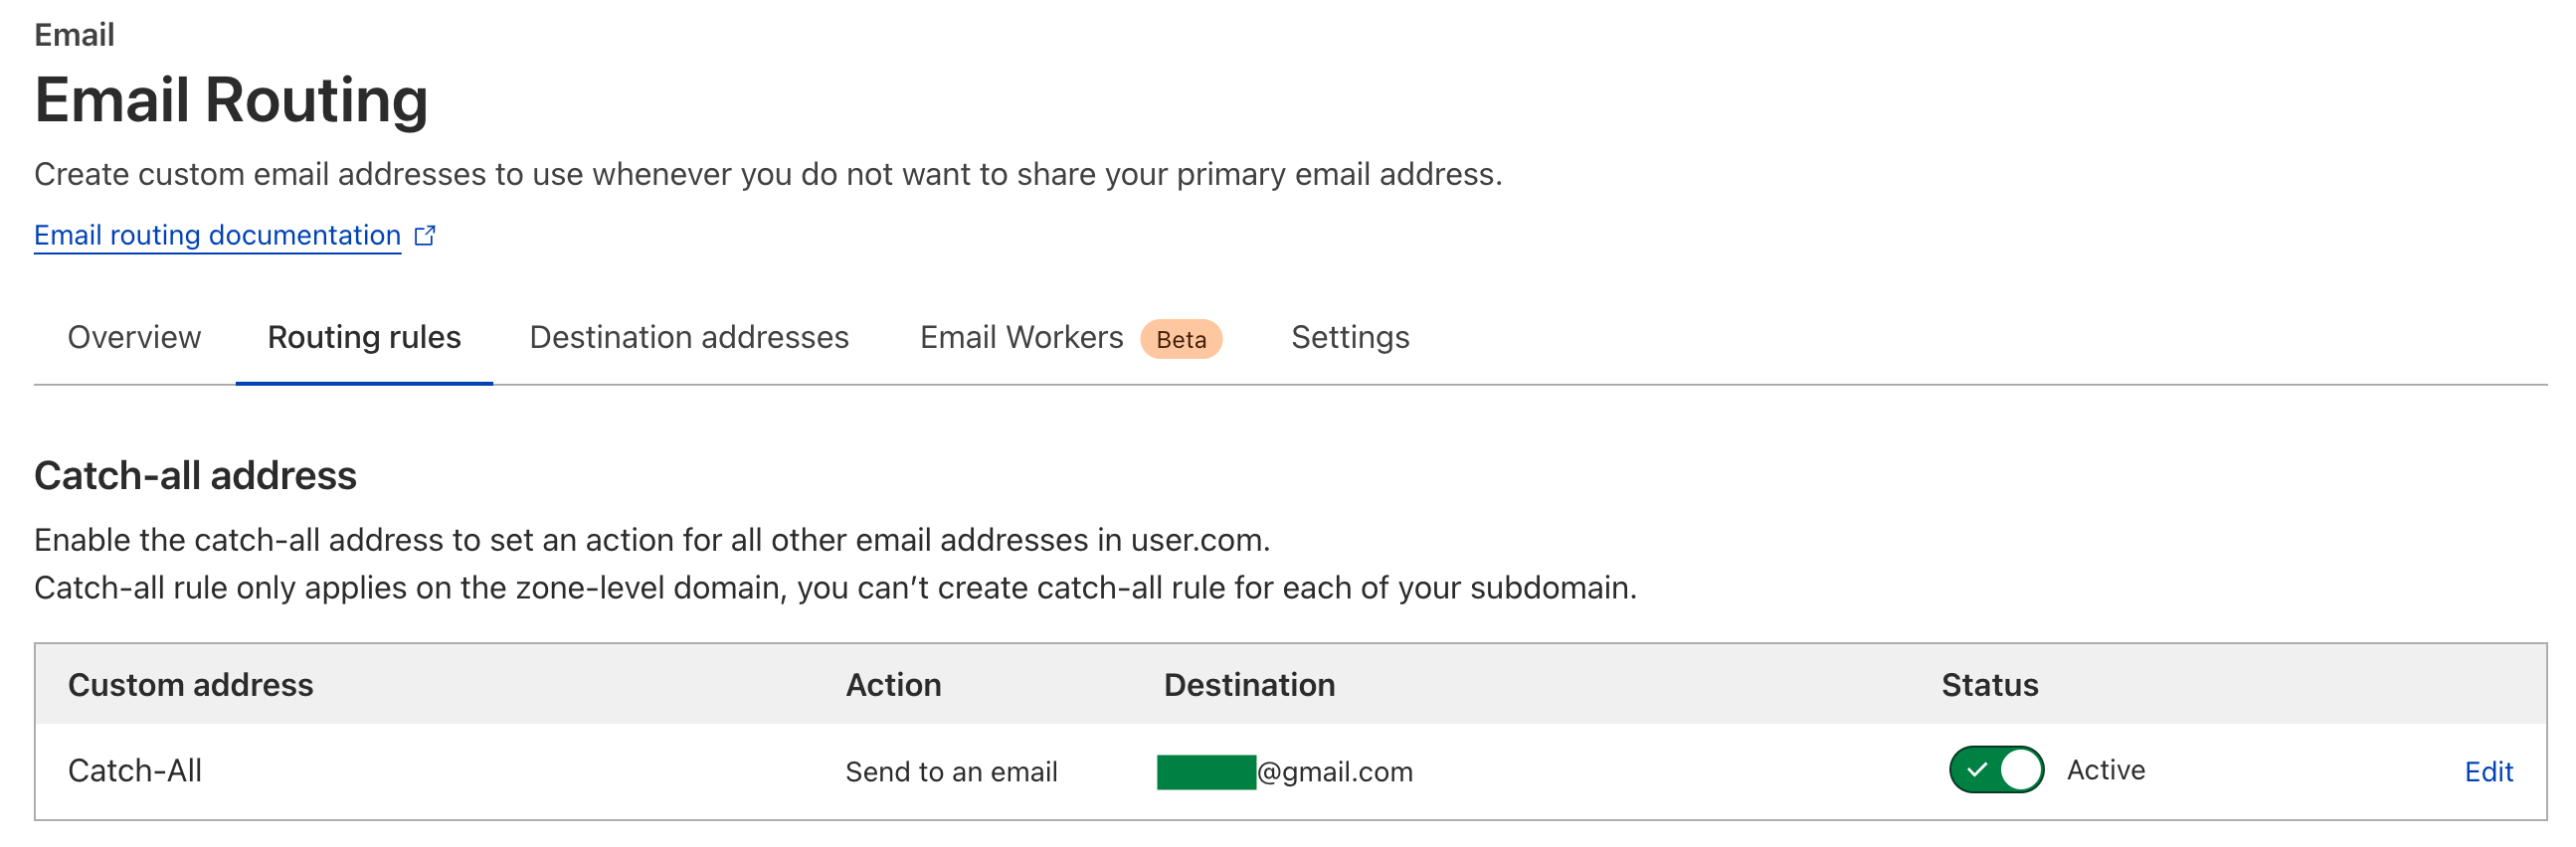 Email
Email Routing
Create custom email addresses to use whenever you do not want to share your primary email address.
Email routing documentation
Overview Routing rules Destination addresses Email Workers Beta Settings
Catch-all address
Enable the catch-all address to set an action for all other email addresses in user.com.
Catch-all rule only applies on the zone-level domain, you can’t create catch-all rule for each of your subdomain.
Custom address Action Destination Status
Catch-All Send to an email @gmail.com Active Edit